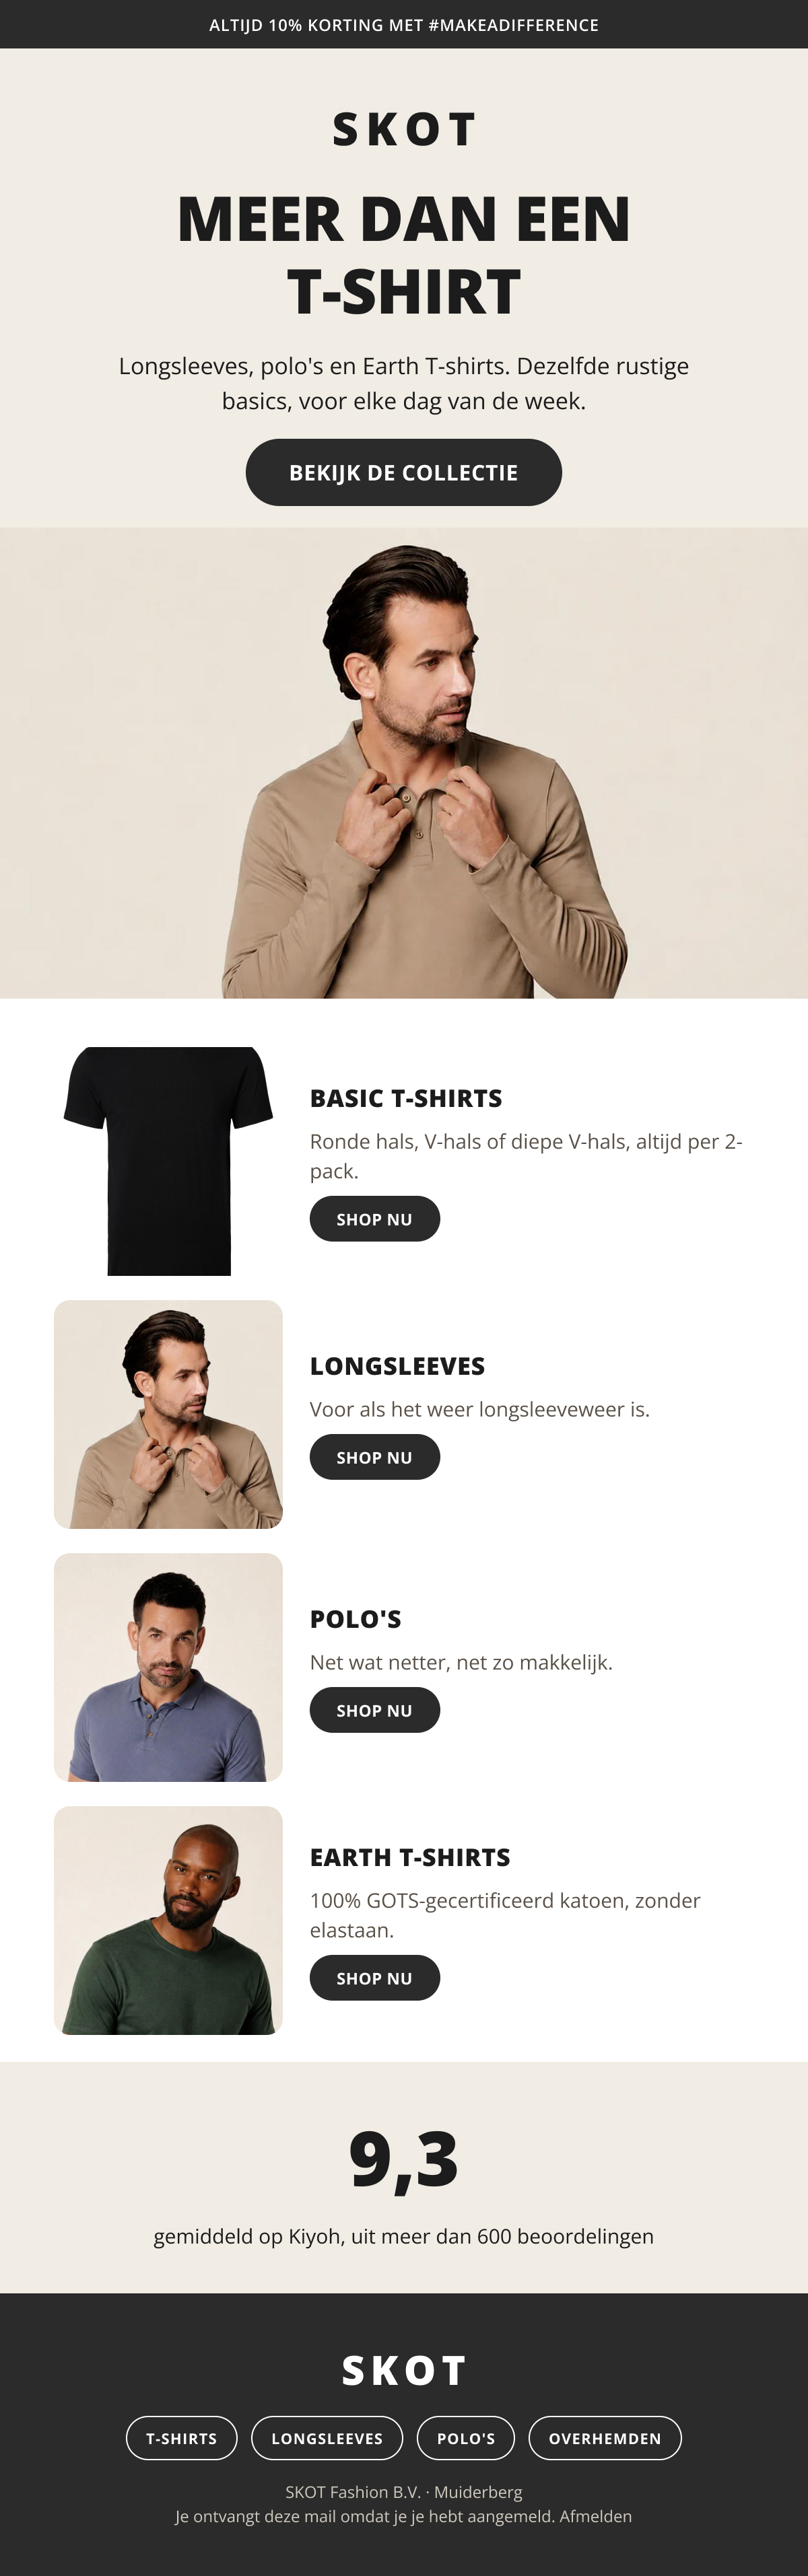 ALTIJD 10% KORTING MET #MAKEADIFFERENCE
SKOT
MEER DAN EEN
T-SHIRT
Longsleeves, polo's en Earth T-shirts. Dezelfde rustige
basics, voor elke dag van de week.
BEKIJK DE COLLECTIE
BASIC T-SHIRTS
Ronde hals, V-hals of diepe V-hals, altijd per 2-
pack.
SHOP NU
LONGSLEEVES
Voor als het weer longsleeveweer is.
SHOP NU
POLO'S
Net wat netter, net zo makkelijk.
SHOP NU
EARTH T-SHIRTS
100% GOTS-gecertificeerd katoen, zonder
elastaan.
SHOP NU
9,3
gemiddeld op Kiyoh, uit meer dan 600 beoordelingen
SKOT
T-SHIRTS LONGSLEEVES POLO'S OVERHEMDEN
SKOT Fashion B.V. · Muiderberg
Je ontvangt deze mail omdat je je hebt aangemeld. Afmelden